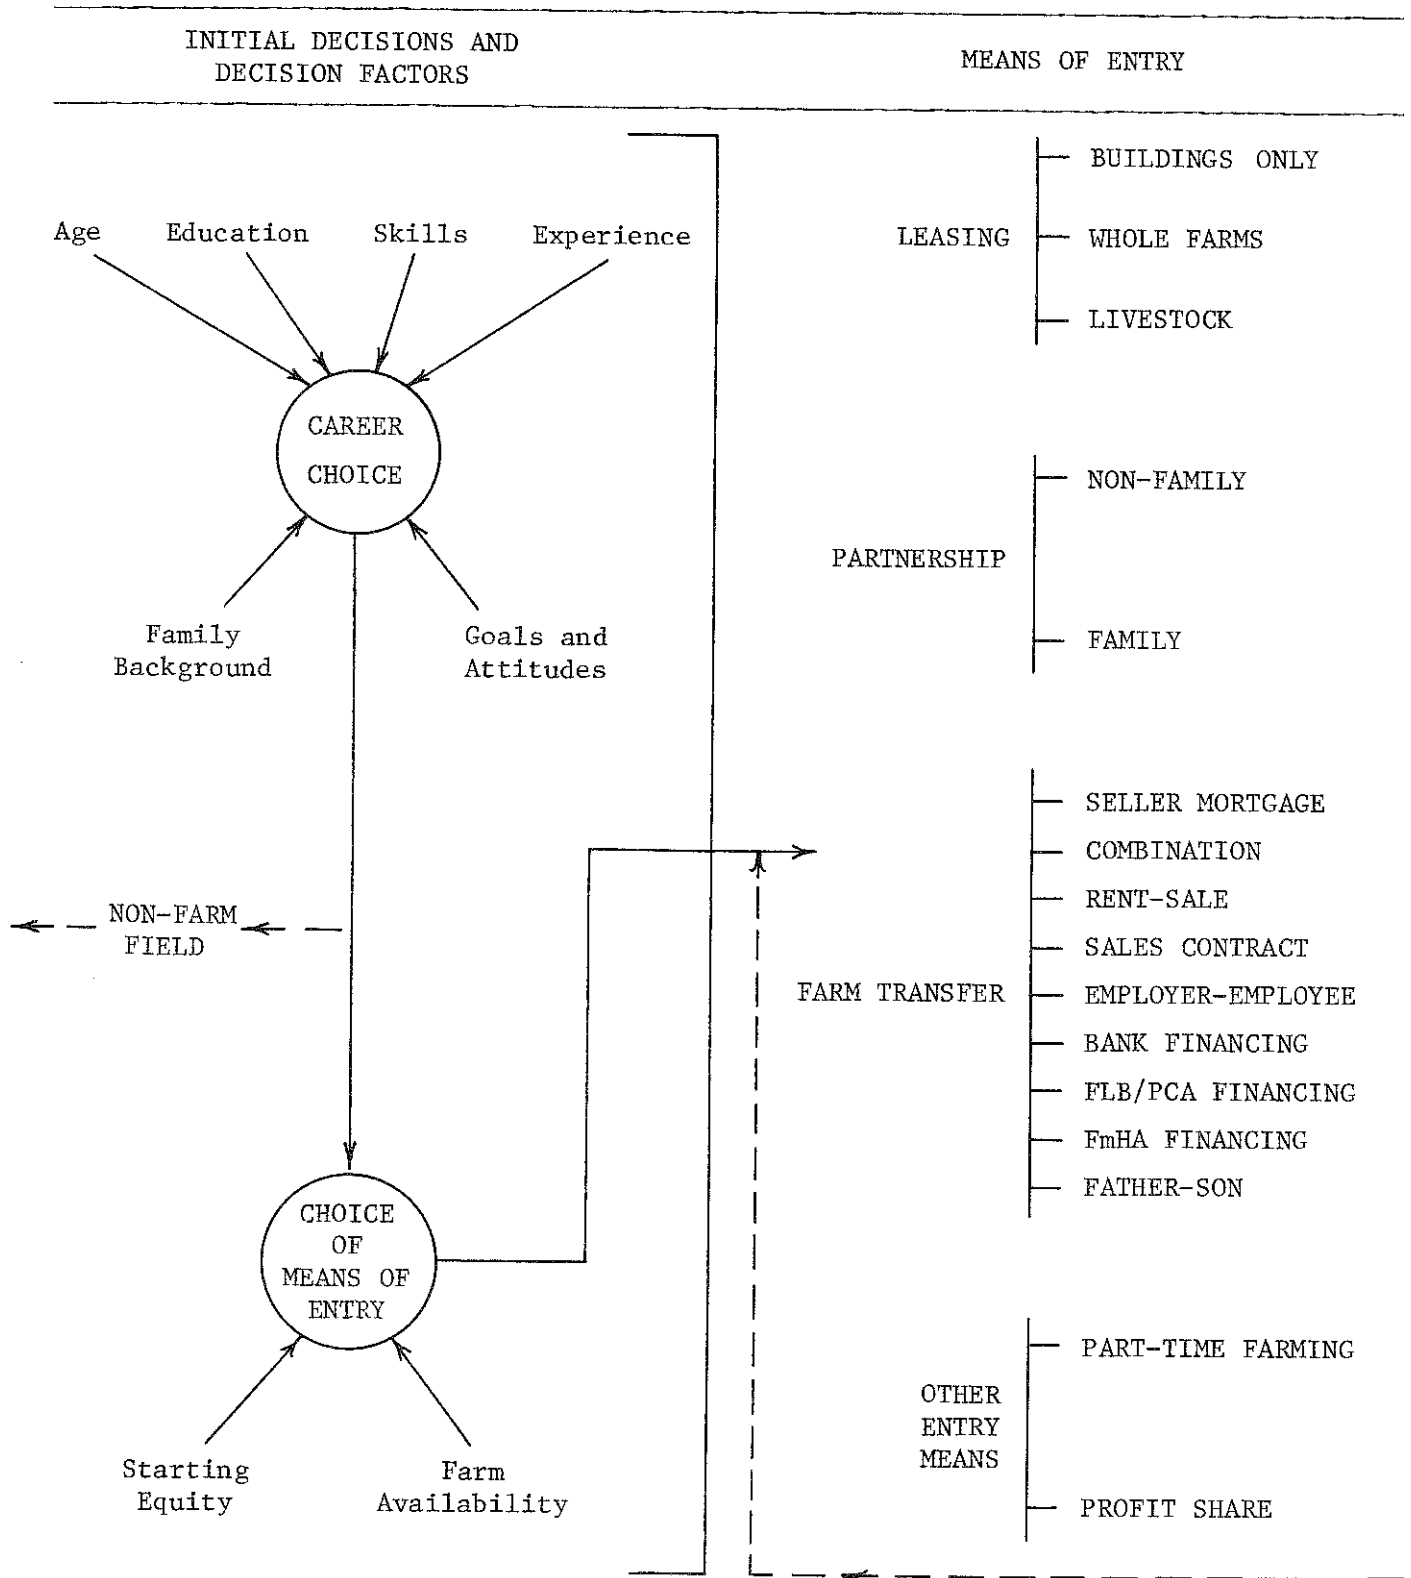 INITIAL DECISIONS AND
DECISION FACTORS
MEANS OF ENTRY
Age
Education
Skills
Experience
CAREER
CHOICE
Family
Background
Goals and
Attitudes
NON-FARM
FIELD
CHOICE
OF
MEANS OF
ENTRY
Starting
Equity
Farm
Availability
LEASING
BUILDINGS ONLY
WHOLE FARMS
LIVESTOCK
PARTNERSHIP
NON-FAMILY
FAMILY
FARM TRANSFER
SELLER MORTGAGE
COMBINATION
RENT-SALE
SALES CONTRACT
EMPLOYER-EMPLOYEE
BANK FINANCING
FLB/PCA FINANCING
FmHA FINANCING
FATHER-SON
OTHER
ENTRY
MEANS
PART-TIME FARMING
PROFIT SHARE